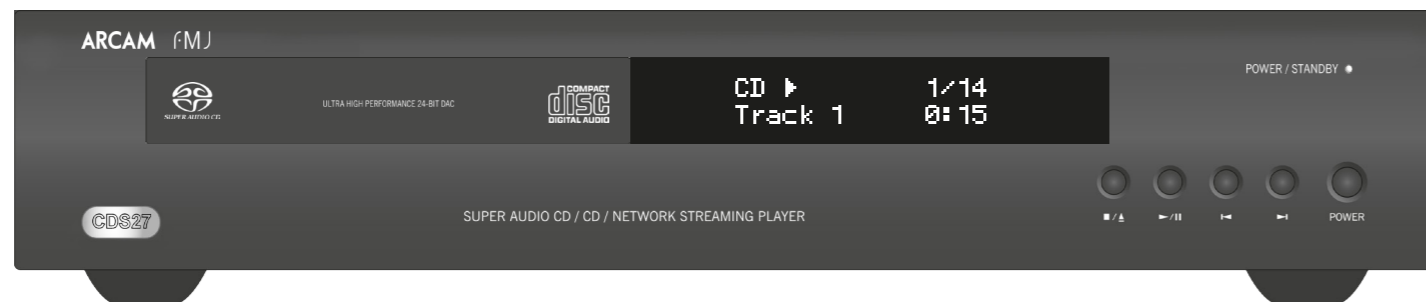 ARCAM FMJ
POWER / STANDBY
SUPER AUDIO CD
ULTRA HIGH PERFORMANCE 24-BIT DAC
COMPACT
disc
DIGITAL AUDIO
CD 1/14
Track 1 0:15
CDS27
SUPER AUDIO CD / CD / NETWORK STREAMING PLAYER
POWER